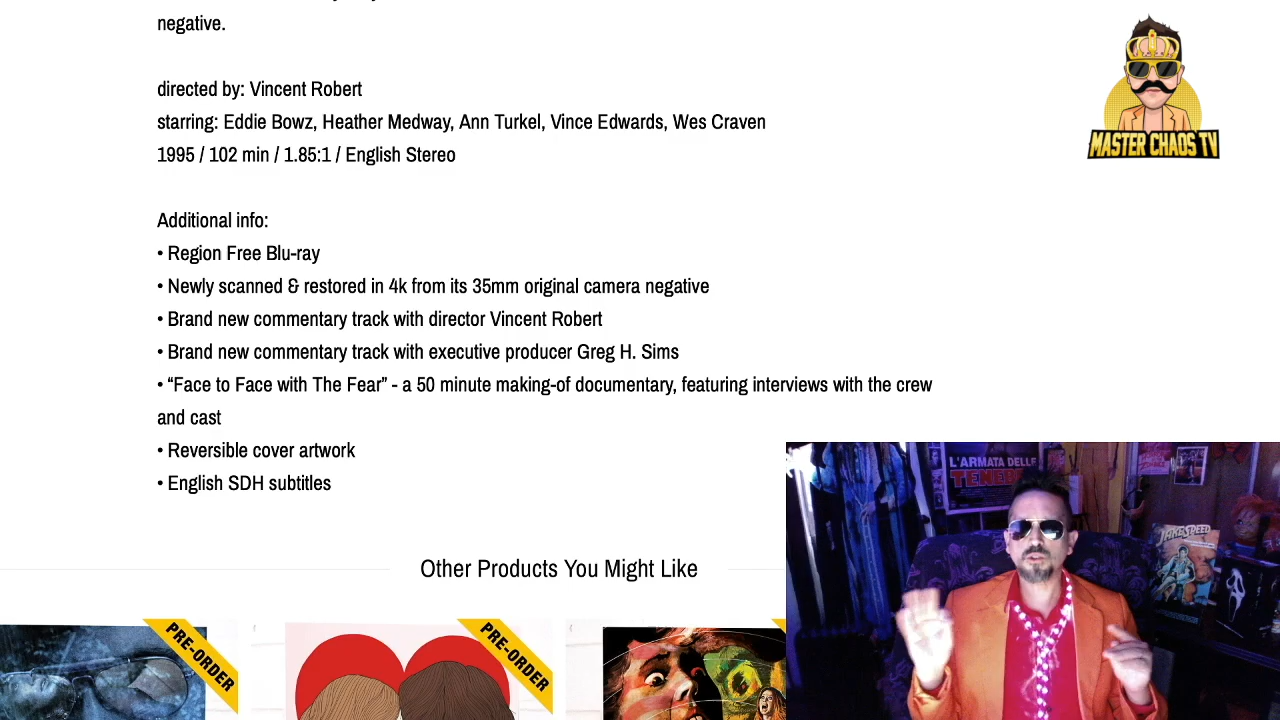 negative.
directed by: Vincent Robert
starring: Eddie Bowz, Heather Medway, Ann Turkel, Vince Edwards, Wes Craven
1995 / 102 min / 1.85:1 / English Stereo
Additional info:
• Region Free Blu-ray
• Newly scanned & restored in 4k from its 35mm original camera negative
• Brand new commentary track with director Vincent Robert
• Brand new commentary track with executive producer Greg H. Sims
• “Face to Face with The Fear” - a 50 minute making-of documentary, featuring interviews with the crew
and cast
• Reversible cover artwork
• English SDH subtitles
Other Products You Might Like
PRE-ORDER
PRE-ORDER
MASTER CHAOS TV
L'ARMATA DELLE
JAKE SPEED